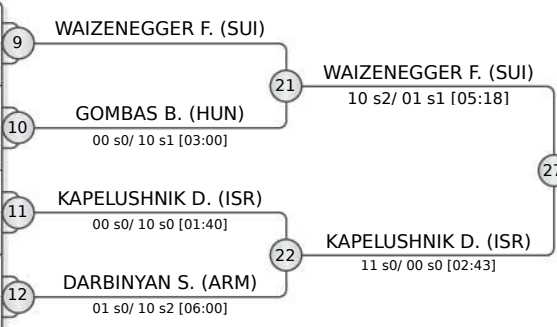 WAIZENEGGER F. (SUI)
9
21
WAIZENEGGER F. (SUI)
10 s2/ 01 s1 [05:18]
GOMBAS B. (HUN)
10
00 s0/ 10 s1 [03:00]
27
KAPELUSHNIK D. (ISR)
11
00 s0/ 10 s0 [01:40]
22
KAPELUSHNIK D. (ISR)
11 s0/ 00 s0 [02:43]
DARBINYAN S. (ARM)
12
01 s0/ 10 s2 [06:00]